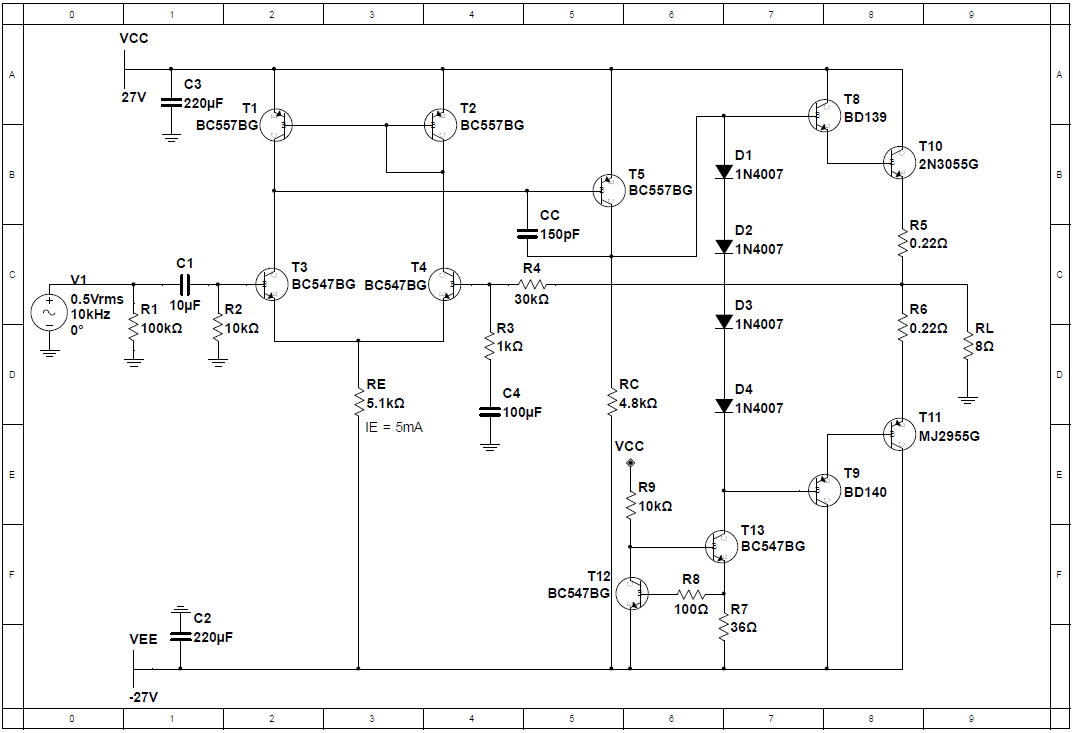 0 1 2 3 4 5 6 7 8 9
A A
B B
C C
D D
E E
F F
VCC
27V
C3
220µF
T1
BC557BG
T2
BC557BG
T8
BD139
T10
2N3055G
D1
1N4007
T5
BC557BG
CC
150pF
D2
1N4007
R5
0.22Ω
V1
0.5Vrms
10kHz
0°
R1
100kΩ
C1
10µF
R2
10kΩ
T3
BC547BG
T4
BC547BG
R4
30kΩ
R3
1kΩ
D3
1N4007
R6
0.22Ω
RL
8Ω
RE
5.1kΩ
IE = 5mA
C4
100µF
RC
4.8kΩ
D4
1N4007
T11
MJ2955G
VCC
R9
10kΩ
T9
BD140
T13
BC547BG
T12
BC547BG
R8
100Ω
R7
36Ω
C2
220µF
VEE
-27V
0 1 2 3 4 5 6 7 8 9